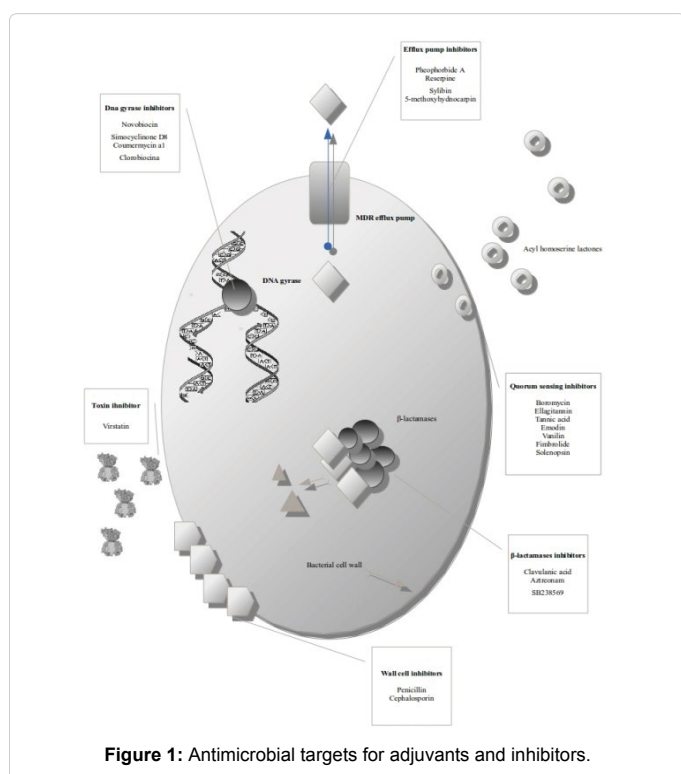 Efflux pump inhibitors
Pheophorbide A
Reserpine
Sylibin
5-methoxyhydnocarpin
Dna gyrase inhibitors
Novobiocin
Simocyclinone D8
Coumermycin a1
Clorobiocina
MDR efflux pump
Acyl homoserine lactones
DNA gyrase
Quorum sensing inhibitors
Boromycin
Ellagitannin
Tannic acid
Emodin
Vanilin
Fimbrolide
Solenopsin
Toxin ihnibitor
Virstatin
β-lactamases
β-lactamases inhibitors
Clavulanic acid
Aztreonam
SB238569
Bacterial cell wall
Wall cell inhibitors
Penicillin
Cephalosporin
Figure 1: Antimicrobial targets for adjuvants and inhibitors.